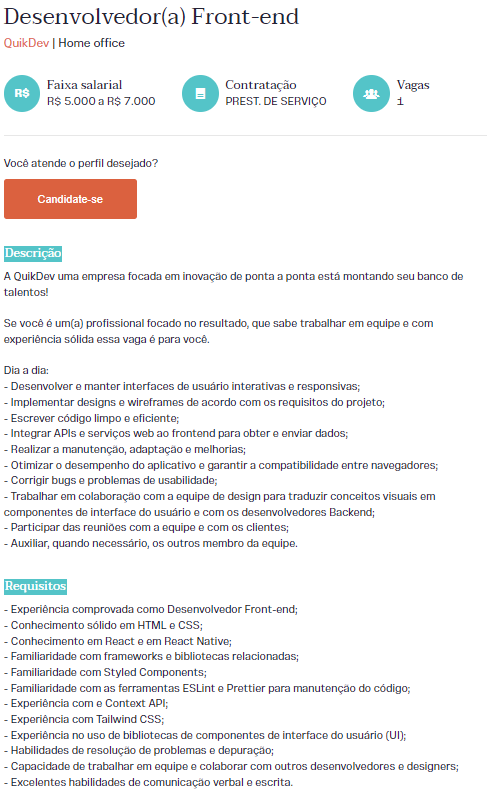 Desenvolvedor(a) Front-end
QuikDev | Home office
R$
Faixa salarial
R$ 5.000 a R$ 7.000
Contratação
PREST. DE SERVIÇO
Vagas
1
Você atende o perfil desejado?
Candidate-se
Descrição
A QuikDev uma empresa focada em inovação de ponta a ponta está montando seu banco de
talentos!
Se você é um(a) profissional focado no resultado, que sabe trabalhar em equipe e com
experiência sólida essa vaga é para você.
Dia a dia:
- Desenvolver e manter interfaces de usuário interativas e responsivas;
- Implementar designs e wireframes de acordo com os requisitos do projeto;
- Escrever código limpo e eficiente;
- Integrar APIs e serviços web ao frontend para obter e enviar dados;
- Realizar a manutenção, adaptação e melhorias;
- Otimizar o desempenho do aplicativo e garantir a compatibilidade entre navegadores;
- Corrigir bugs e problemas de usabilidade;
- Trabalhar em colaboração com a equipe de design para traduzir conceitos visuais em
componentes de interface do usuário e com os desenvolvedores Backend;
- Participar das reuniões com a equipe e com os clientes;
- Auxiliar, quando necessário, os outros membro da equipe.
Requisitos
- Experiência comprovada como Desenvolvedor Front-end;
- Conhecimento sólido em HTML e CSS;
- Conhecimento em React e em React Native;
- Familiaridade com frameworks e bibliotecas relacionadas;
- Familiaridade com Styled Components;
- Familiaridade com as ferramentas ESLint e Prettier para manutenção do código;
- Experiência com e Context API;
- Experiência com Tailwind CSS;
- Experiência no uso de bibliotecas de componentes de interface do usuário (UI);
- Habilidades de resolução de problemas e depuração;
- Capacidade de trabalhar em equipe e colaborar com outros desenvolvedores e designers;
- Excelentes habilidades de comunicação verbal e escrita.